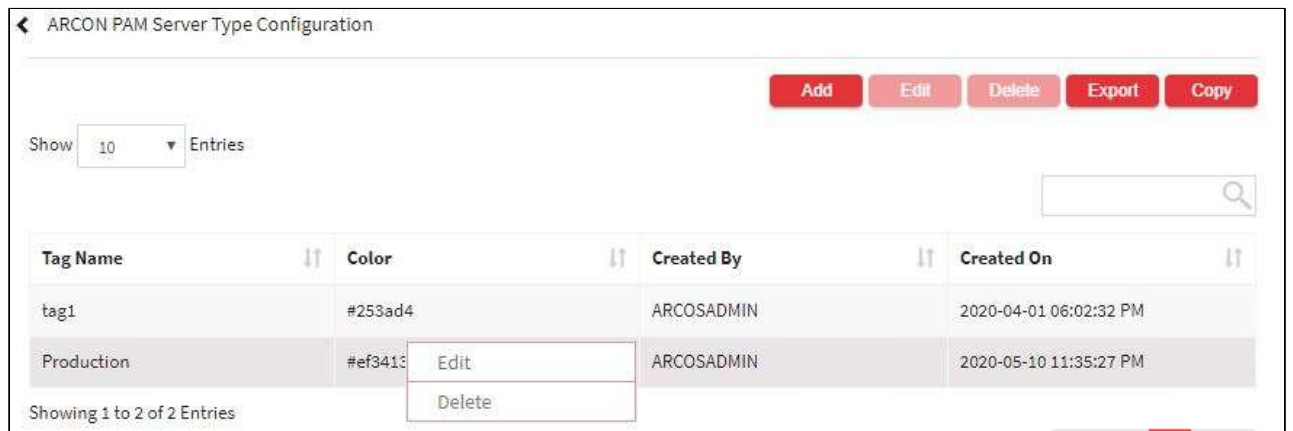 ARCON PAM Server Type Configuration
Add Edit Delete Export Copy
Show 10 Entries
Tag Name Color Created By Created On
tag1 #253ad4 ARCOSADMIN 2020-04-01 06:02:32 PM
Production #ef3413 ARCOSADMIN 2020-05-10 11:35:27 PM
Edit
Delete
Showing 1 to 2 of 2 Entries